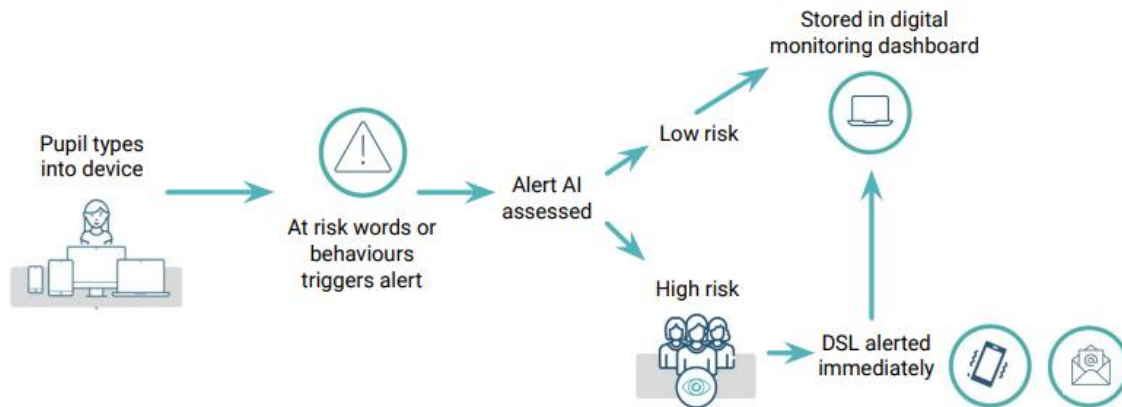 Pupil types
into device
At risk words or
behaviours
triggers alert
Alert AI
assessed
Low risk
Stored in digital
monitoring dashboard
High risk
DSL alerted
immediately
@